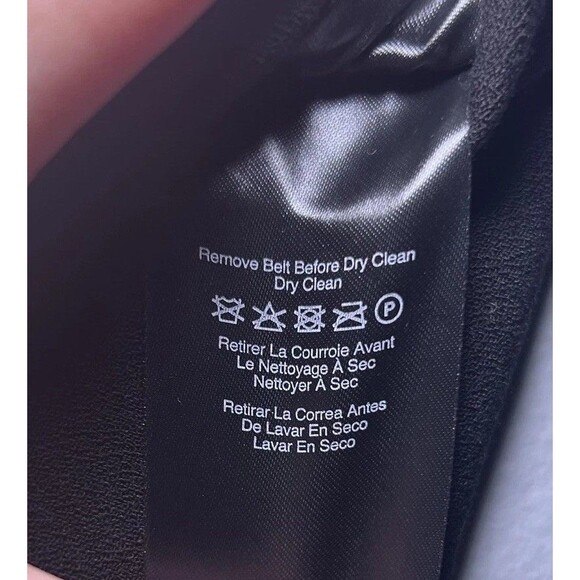 Remove Belt Before Dry Clean
Dry Clean
P
Retirer La Courroie Avant
Le Nettoyage À Sec
Nettoyer À Sec
Retirar La Correa Antes
De Lavar En Seco
Lavar En Seco